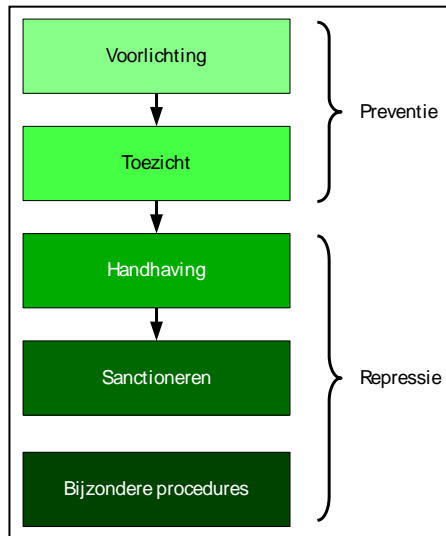 Voorlichting
Preventie
Toezicht
Handhaving
Sanctioneren
Repressie
Bijzondere procedures